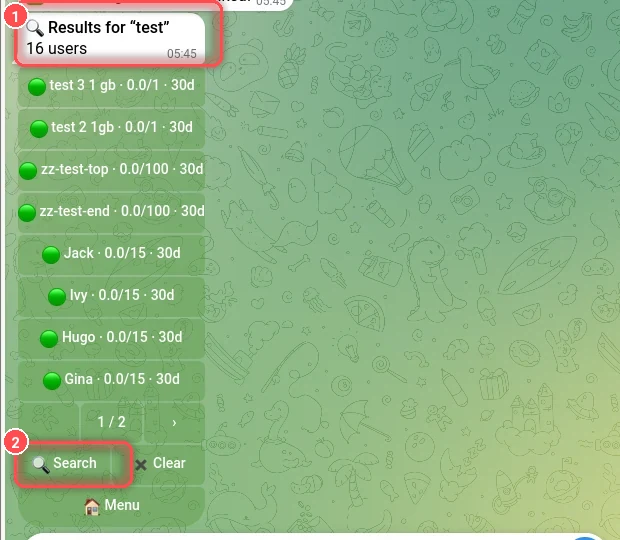 05:45
1
Results for “test”
16 users
05:45
test 3 1 gb · 0.0/1 · 30d
test 2 1gb · 0.0/1 · 30d
zz-test-top · 0.0/100 · 30d
zz-test-end · 0.0/100 · 30d
Jack · 0.0/15 · 30d
Ivy · 0.0/15 · 30d
Hugo · 0.0/15 · 30d
Gina · 0.0/15 · 30d
1 / 2 ›
2
Search Clear
Menu